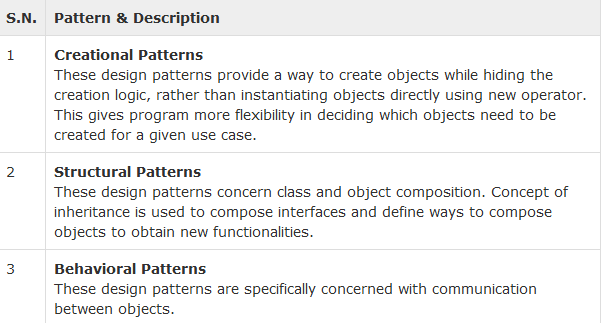 S.N. Pattern & Description
1 Creational Patterns
These design patterns provide a way to create objects while hiding the
creation logic, rather than instantiating objects directly using new operator.
This gives program more flexibility in deciding which objects need to be
created for a given use case.
2 Structural Patterns
These design patterns concern class and object composition. Concept of
inheritance is used to compose interfaces and define ways to compose
objects to obtain new functionalities.
3 Behavioral Patterns
These design patterns are specifically concerned with communication
between objects.